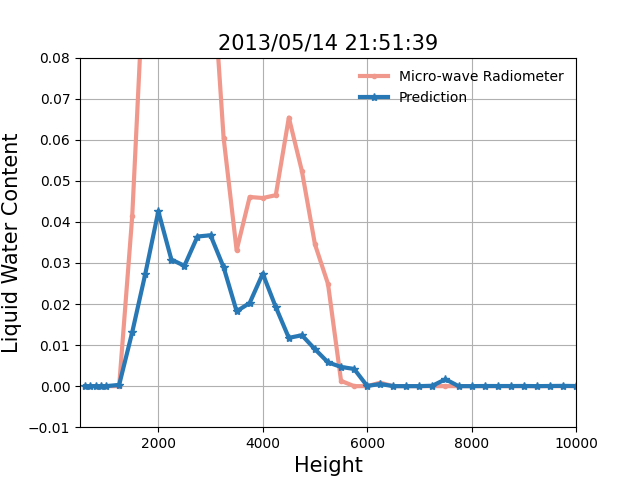 2013/05/14 21:51:39
Micro-wave Radiometer
Prediction
Liquid Water Content
0.08
0.07
0.06
0.05
0.04
0.03
0.02
0.01
0.00
−0.01
2000 4000 6000 8000 10000
Height